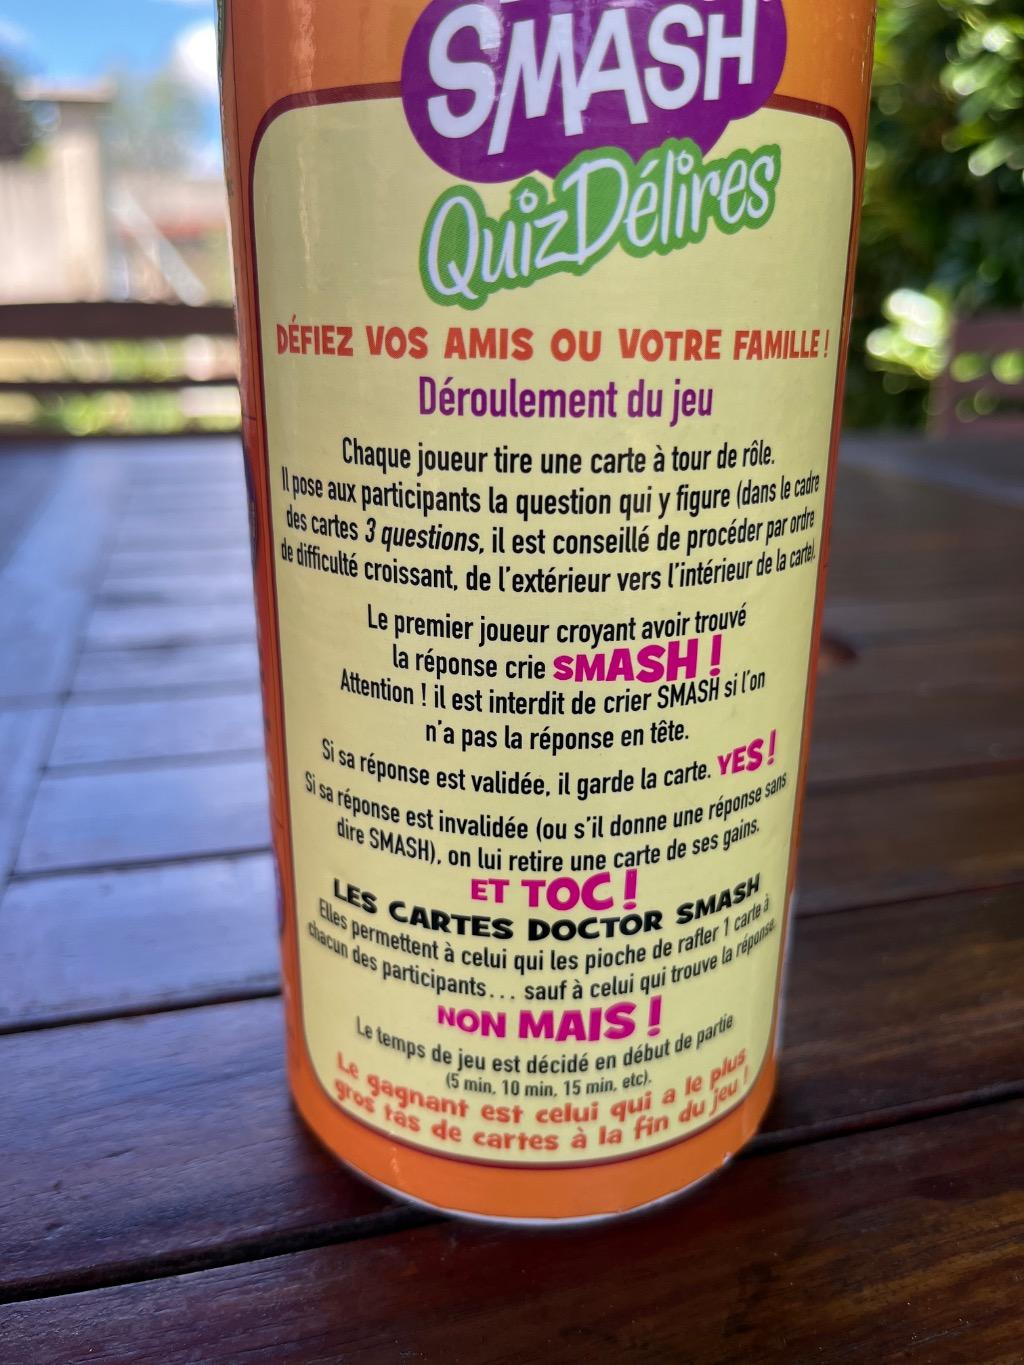 SMASH
QuizDélires
DÉFIEZ VOS AMIS OU VOTRE FAMILLE !
Déroulement du jeu
Chaque joueur tire une carte à tour de rôle.
Il pose aux participants la question qui y figure (dans le cadre
des cartes 3 questions, il est conseillé de procéder par ordre
de difficulté croissant, de l'extérieur vers l'intérieur de la carte).
Le premier joueur croyant avoir trouvé
la réponse crie SMASH !
Attention ! il est interdit de crier SMASH si l'on
n'a pas la réponse en tête.
Si sa réponse est validée, il garde la carte. YES !
Si sa réponse est invalidée (ou s'il donne une réponse sans
dire SMASH), on lui retire une carte de ses gains.
ET TOC !
LES CARTES DOCTOR SMASH
Elles permettent à celui qui les pioche de rafler 1 carte à
chacun des participants... sauf à celui qui trouve la réponse.
NON MAIS !
Le temps de jeu est décidé en début de partie
(5 min, 10 min, 15 min, etc).
Le gagnant est celui qui a le plus
gros tas de cartes à la fin du jeu !